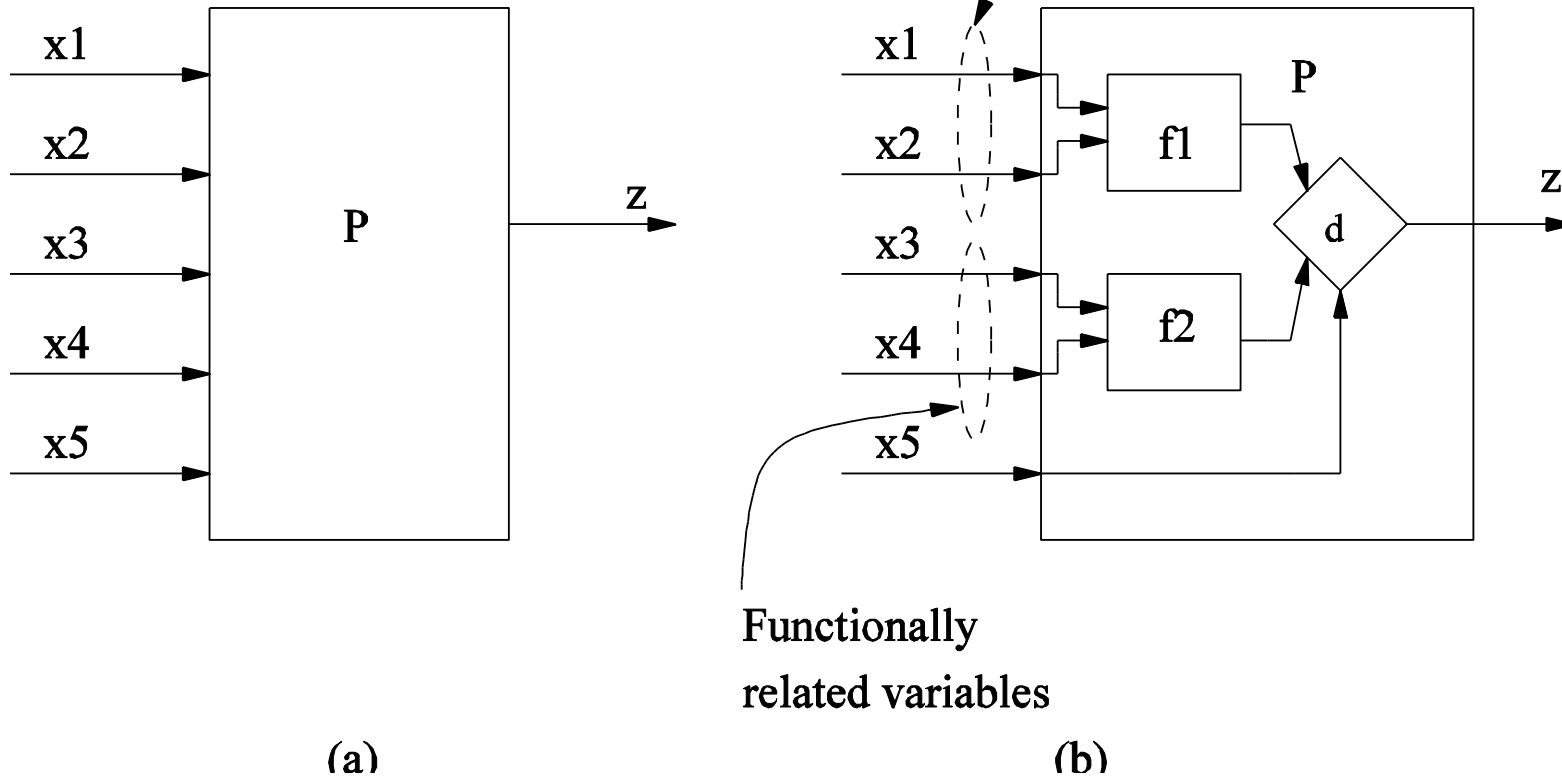 x1
x2
x3
x4
x5
P
z
(a)
x1
x2
x3
x4
x5
f1
f2
P
d
z
Functionally
related variables
(b)